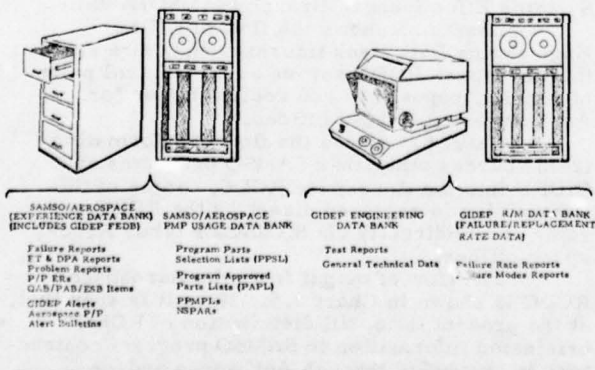 SAMSO/AEROSPACE
(EXPERIENCE DATA BANK)
(INCLUDES GIDEP FEDB)
Failure Reports
FT & DPA Reports
Problem Reports
P/P ERs
QAB/PAB/ESB Items
GIDEP Alerts
Aerospace P/P
Alert Bulletins
SAMSO/AEROSPACE
P/P DATA BANK
Program Parts
Selection Lists (PPSL)
Program Approved
Parts Lists (PAPL)
PPMPLs
NSPARs
GIDEP ENGINEERING
DATA BANK
Test Reports
General Technical Data
GIDEP R/M DATA BANK
(FAILURE/REPLACEMENT
RATE DATA)
Failure Rate Reports
Failure Modes Reports